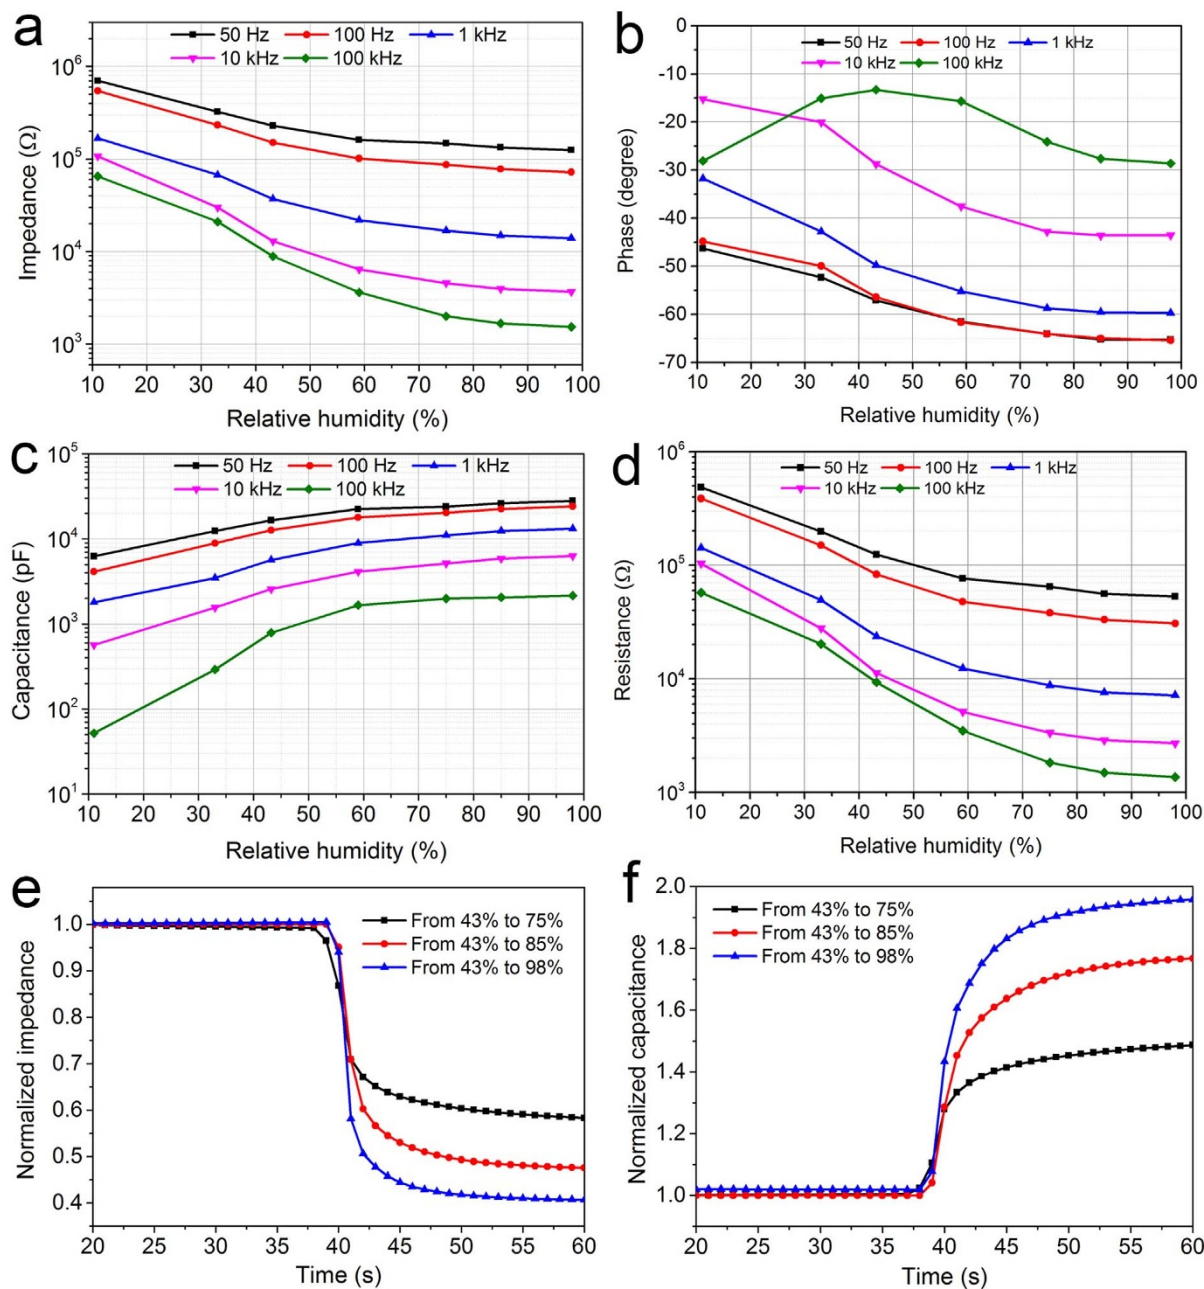 a
50 Hz 100 Hz 1 kHz
10 kHz 100 kHz
10^6
10^5
10^4
10^3
Impedance (Ω)
10 20 30 40 50 60 70 80 90 100
Relative humidity (%)
b
50 Hz 100 Hz 1 kHz
10 kHz 100 kHz
0
-10
-20
-30
-40
-50
-60
-70
Phase (degree)
10 20 30 40 50 60 70 80 90 100
Relative humidity (%)
c
50 Hz 100 Hz 1 kHz
10 kHz 100 kHz
10^5
10^4
10^3
10^2
10^1
Capacitance (pF)
10 20 30 40 50 60 70 80 90 100
Relative humidity (%)
d
50 Hz 100 Hz 1 kHz
10 kHz 100 kHz
10^6
10^5
10^4
10^3
Resistance (Ω)
10 20 30 40 50 60 70 80 90 100
Relative humidity (%)
e
From 43% to 75%
From 43% to 85%
From 43% to 98%
1.0
0.9
0.8
0.7
0.6
0.5
0.4
Normalized impedance
20 25 30 35 40 45 50 55 60
Time (s)
f
From 43% to 75%
From 43% to 85%
From 43% to 98%
2.0
1.8
1.6
1.4
1.2
1.0
Normalized capacitance
20 25 30 35 40 45 50 55 60
Time (s)